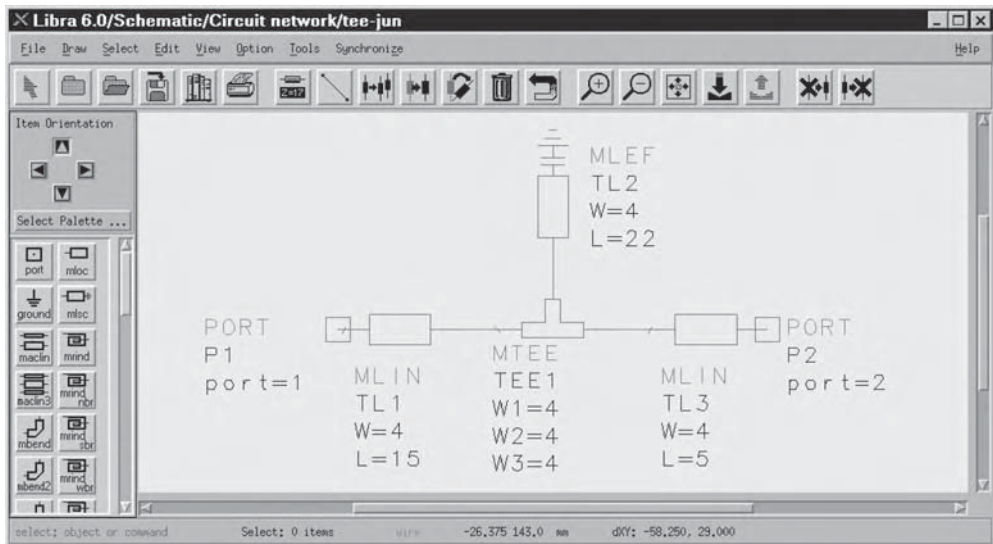 Libra 6.0/Schematic/Circuit network/tee-jun
File Draw Select Edit View Option Tools Synchronize Help
Z=1Z
Item Orientation
Select Palette ...
port mloc
ground mlsc
maclin mrind
maclin3 mrind nbr
mbend mrind sbr
mbend2 mrind wbr
MLEF
TL2
W=4
L=22
PORT
P1
port=1
MLIN
TL1
W=4
L=15
MTEE
TEE1
W1=4
W2=4
W3=4
MLIN
TL3
W=4
L=5
PORT
P2
port=2
select: object or command Select: 0 items wire -26.375 143.0 mm dXY: -58.250, 29.000